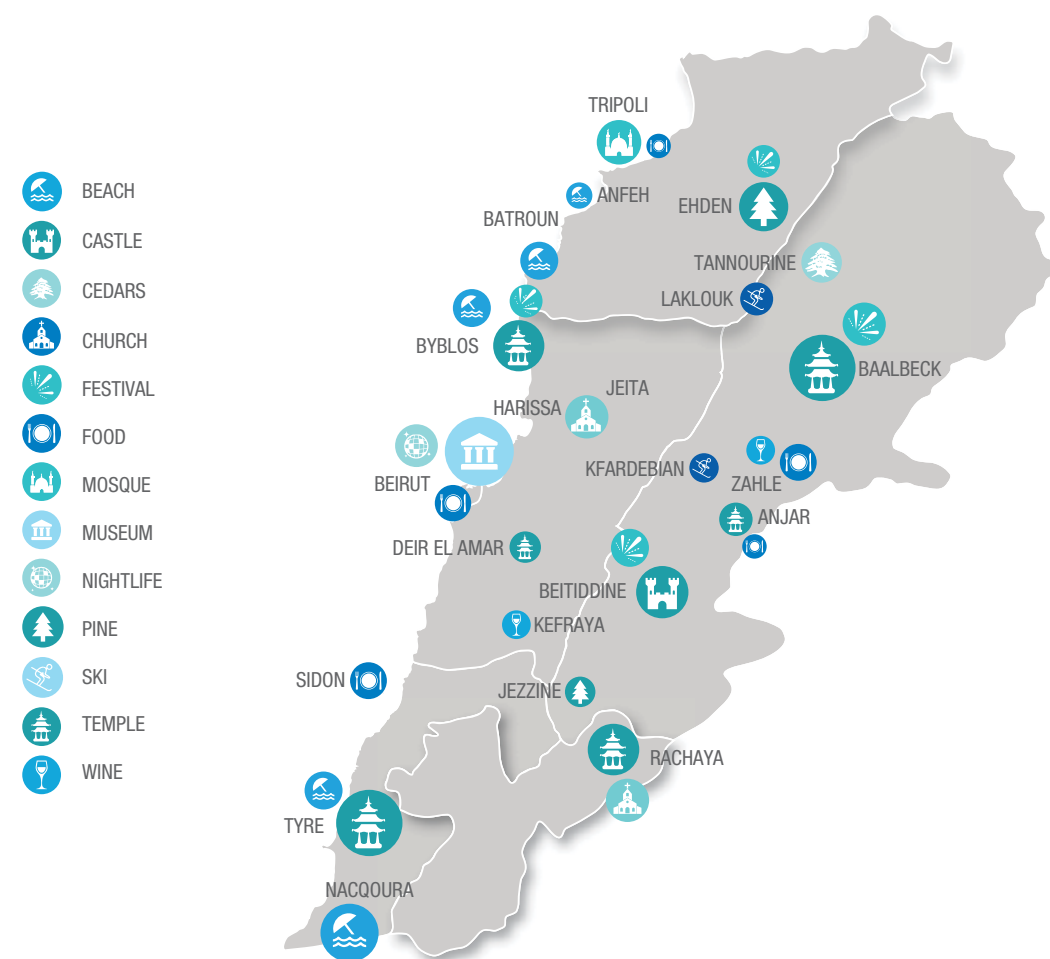 BEACH
CASTLE
CEDARS
CHURCH
FESTIVAL
FOOD
MOSQUE
MUSEUM
NIGHTLIFE
PINE
SKI
TEMPLE
WINE
TRIPOLI
ANFEH
BATROUN
EHDEN
TANNOURINE
LAKLOUK
BYBLOS
BAALBECK
JEITA
HARISSA
KFARDEBIAN
BEIRUT
ZAHLE
ANJAR
DEIR EL AMAR
BEITIDDINE
KEFRAYA
SIDON
JEZZINE
RACHAYA
TYRE
NACQOURA